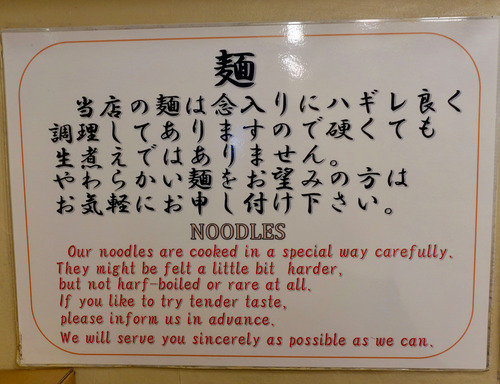 麺
当店の麺は念入りにハギレ良く
調理してありますので硬くても
生煮えではありません。
やわらかい麺をお望みの方は
お気軽にお申し付け下さい。
NOODLES
Our noodles are cooked in a special way carefully.
They might be felt a little bit harder,
but not harf-boiled or rare at all.
If you like to try tender taste,
please inform us in advance.
We will serve you sincerely as possible as we can.